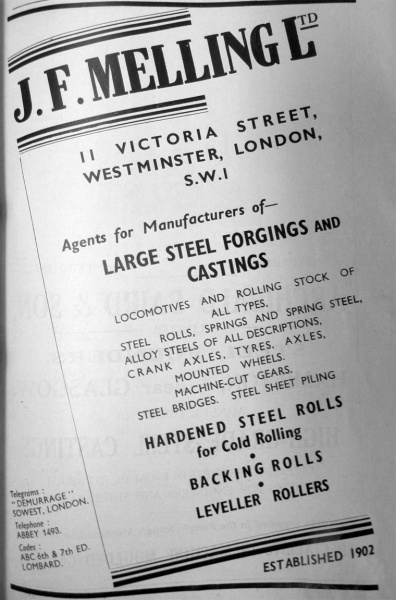 J. F. MELLING LTD
11 VICTORIA STREET,
WESTMINSTER, LONDON,
S.W.1
Agents for Manufacturers of—
LARGE STEEL FORGINGS AND
CASTINGS
LOCOMOTIVES AND ROLLING STOCK OF
ALL TYPES.
STEEL ROLLS, SPRINGS AND SPRING STEEL,
ALLOY STEELS OF ALL DESCRIPTIONS,
CRANK AXLES, TYRES, AXLES,
MOUNTED WHEELS.
MACHINE-CUT GEARS.
STEEL BRIDGES. STEEL SHEET PILING
HARDENED STEEL ROLLS
for Cold Rolling
•
BACKING ROLLS
•
LEVELLER ROLLERS
Telegrams :
"DEMURRAGE"
SOWEST, LONDON.
Telephone :
ABBEY 1493.
Codes :
ABC 6th & 7th ED.
LOMBARD.
ESTABLISHED 1902